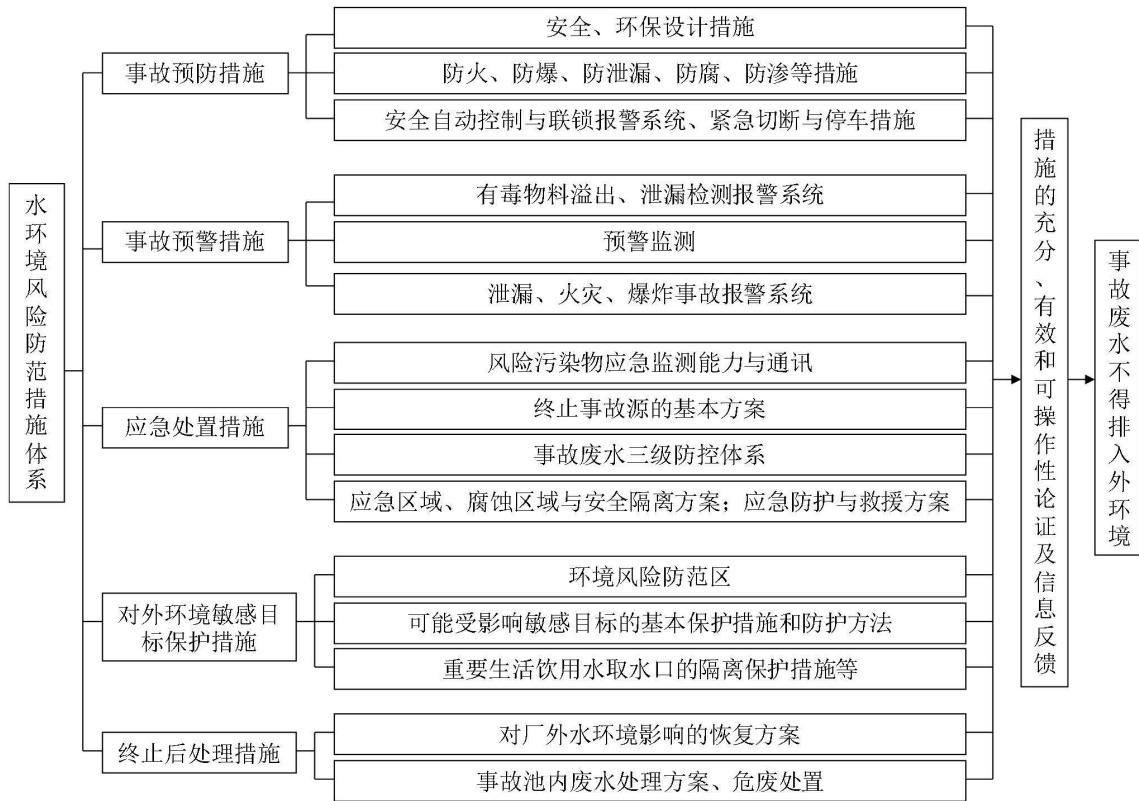 水环境风险防范措施体系
事故预防措施
安全、环保设计措施
防火、防爆、防泄漏、防腐、防渗等措施
安全自动控制与联锁报警系统、紧急切断与停车措施
事故预警措施
有毒物料溢出、泄漏检测报警系统
预警监测
泄漏、火灾、爆炸事故报警系统
应急处置措施
风险污染物应急监测能力与通讯
终止事故源的基本方案
事故废水三级防控体系
应急区域、腐蚀区域与安全隔离方案；应急防护与救援方案
对外环境敏感目
标保护措施
环境风险防范区
可能受影响敏感目标的基本保护措施和防护方法
重要生活饮用水取水口的隔离保护措施等
终止后处理措施
对厂外水环境影响的恢复方案
事故池内废水处理方案、危废处置
措施的充分、有效和可操作性论证及信息反馈
事故废水不得排入外环境